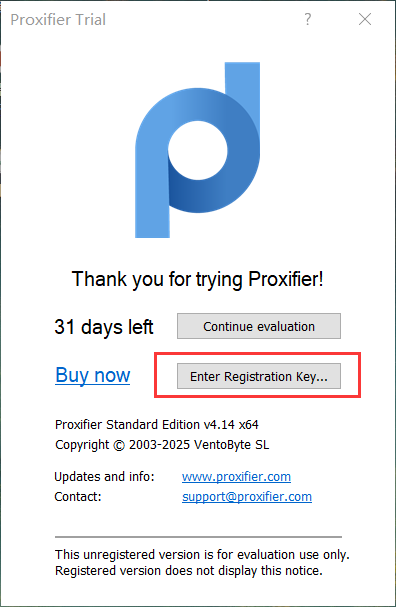 Proxifier Trial
Thank you for trying Proxifier!
31 days left
Continue evaluation
Buy now
Enter Registration Key...
Proxifier Standard Edition v4.14 x64
Copyright © 2003-2025 VentoByte SL
Updates and info: www.proxifier.com
Contact: support@proxifier.com
This unregistered version is for evaluation use only.
Registered version does not display this notice.